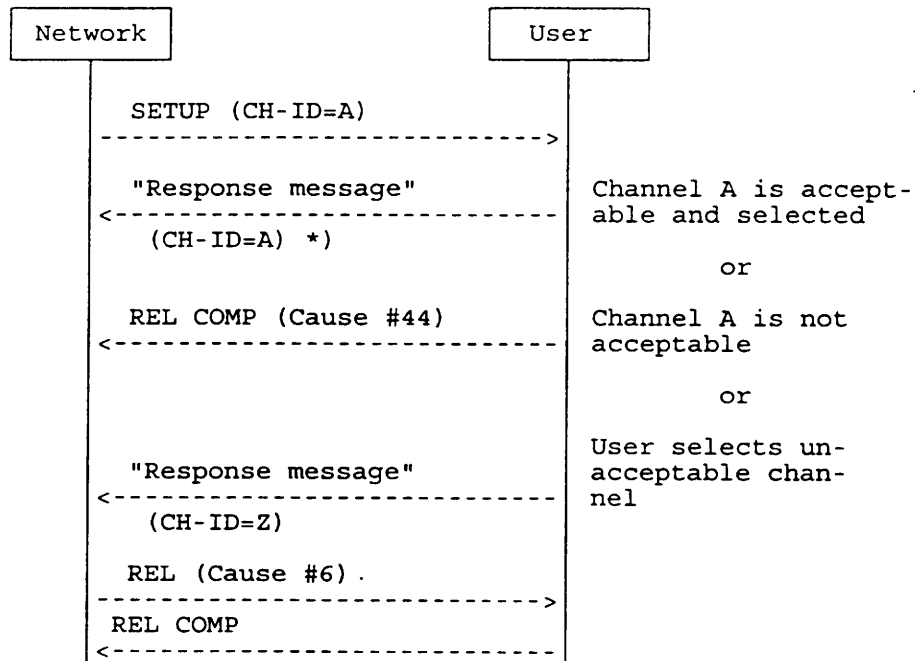 Network User
SETUP (CH-ID=A)
"Response message" Channel A is accept-
able and selected
(CH-ID=A) *)
or
REL COMP (Cause #44) Channel A is not
acceptable
or
User selects un-
"Response message" acceptable chan-
nel
(CH-ID=Z)
REL (Cause #6) .
REL COMP